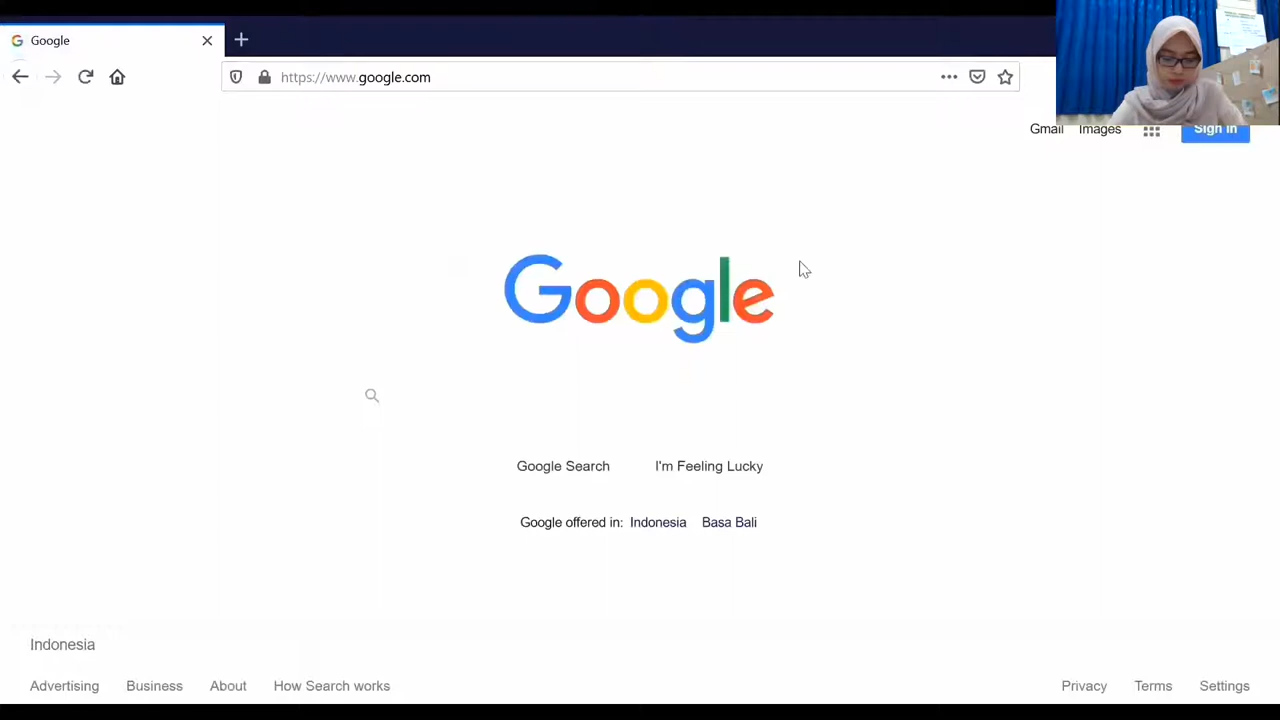 Google
https://www.google.com
Gmail Images Sign in
Google
Google Search I'm Feeling Lucky
Google offered in: Indonesia Basa Bali
Indonesia
Advertising Business About How Search works Privacy Terms Settings